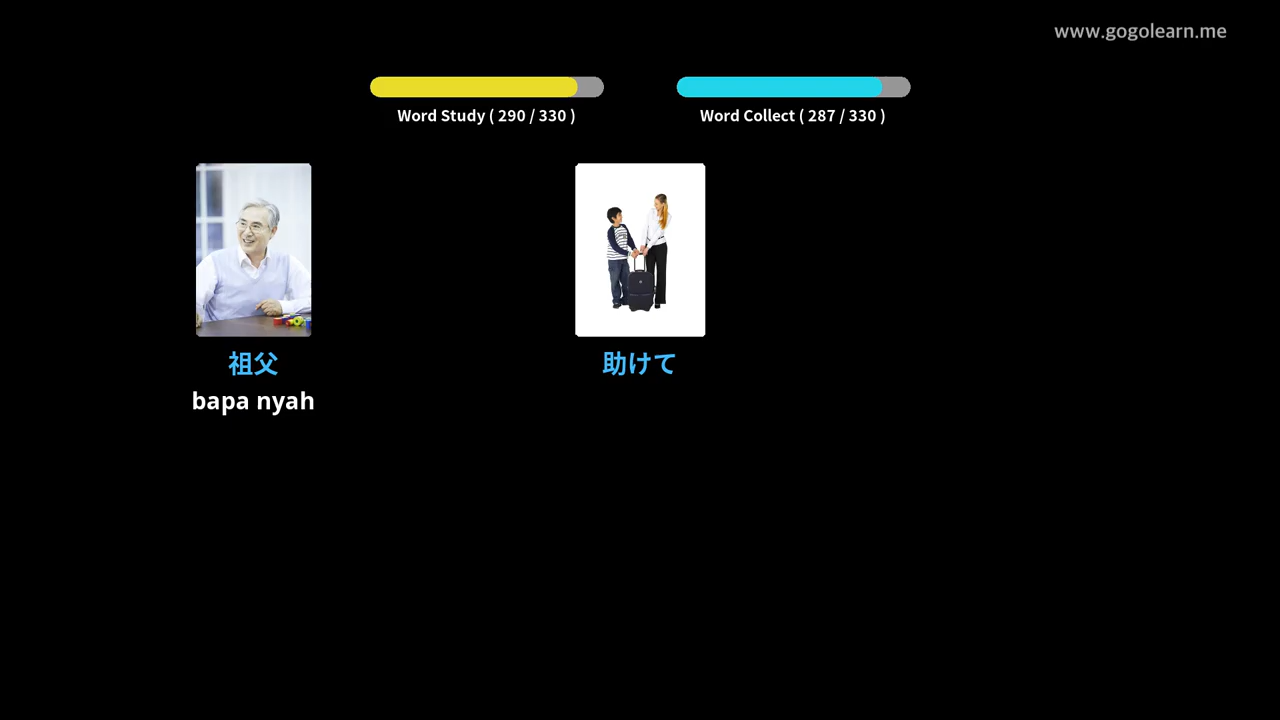 www.gogolearn.me
Word Study ( 290 / 330 )
Word Collect ( 287 / 330 )
祖父
bapa nyah
助けて